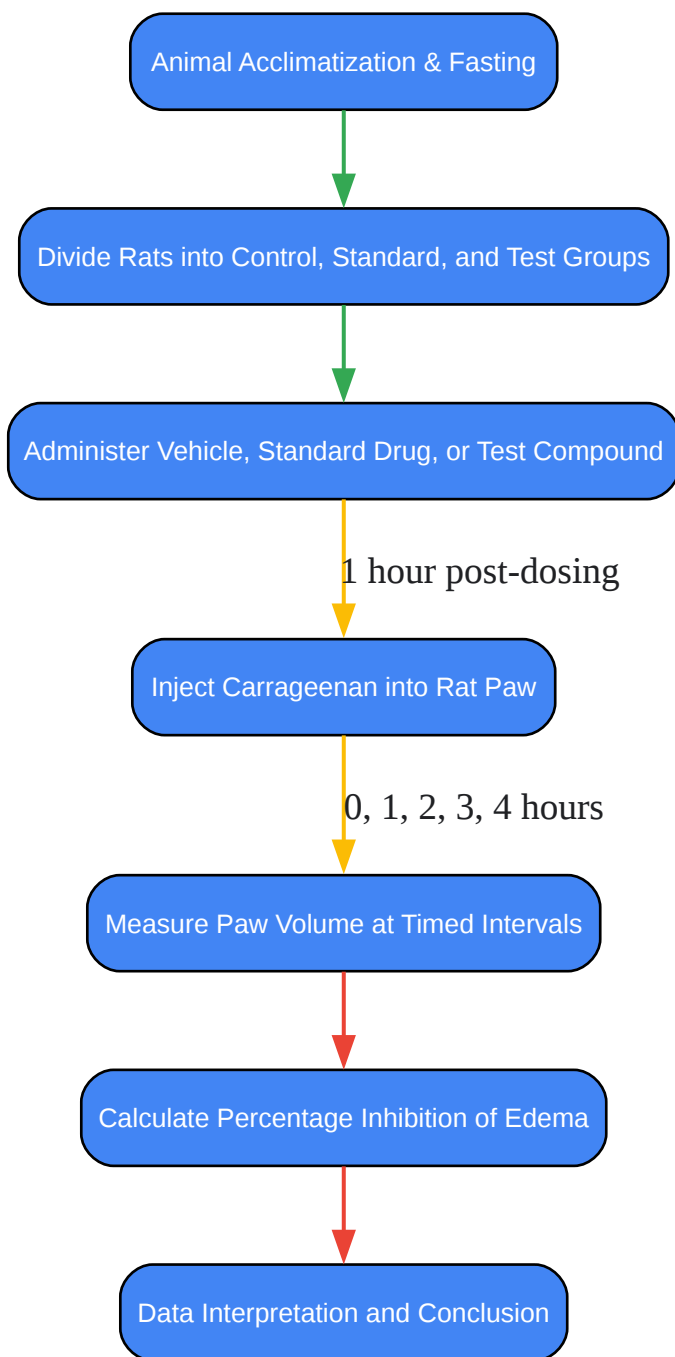 Animal Acclimatization & Fasting
Divide Rats into Control, Standard, and Test Groups
Administer Vehicle, Standard Drug, or Test Compound
1 hour post-dosing
Inject Carrageenan into Rat Paw
0, 1, 2, 3, 4 hours
Measure Paw Volume at Timed Intervals
Calculate Percentage Inhibition of Edema
Data Interpretation and Conclusion